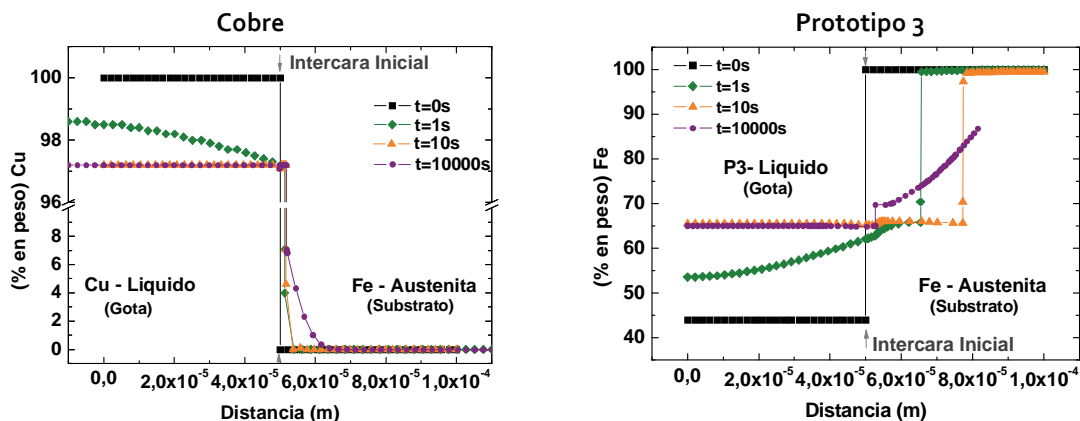 Cobre
Intercara Inicial
t=0s
t=1s
t=10s
t=10000s
Cu - Liquido
(Gota)
Fe - Austenita
(Substrato)
(% en peso) Cu
100
98
96
8
6
4
2
0
0,0
2,0x10-5
4,0x10-5
6,0x10-5
8,0x10-5
1,0x10-4
Distancia (m)
Prototipo 3
t=0s
t=1s
t=10s
t=10000s
P3- Liquido
(Gota)
Fe - Austenita
(Substrato)
Intercara Inicial
(% en peso) Fe
100
90
80
70
60
50
40
0,0
2,0x10-5
4,0x10-5
6,0x10-5
8,0x10-5
1,0x10-4
Distancia (m)